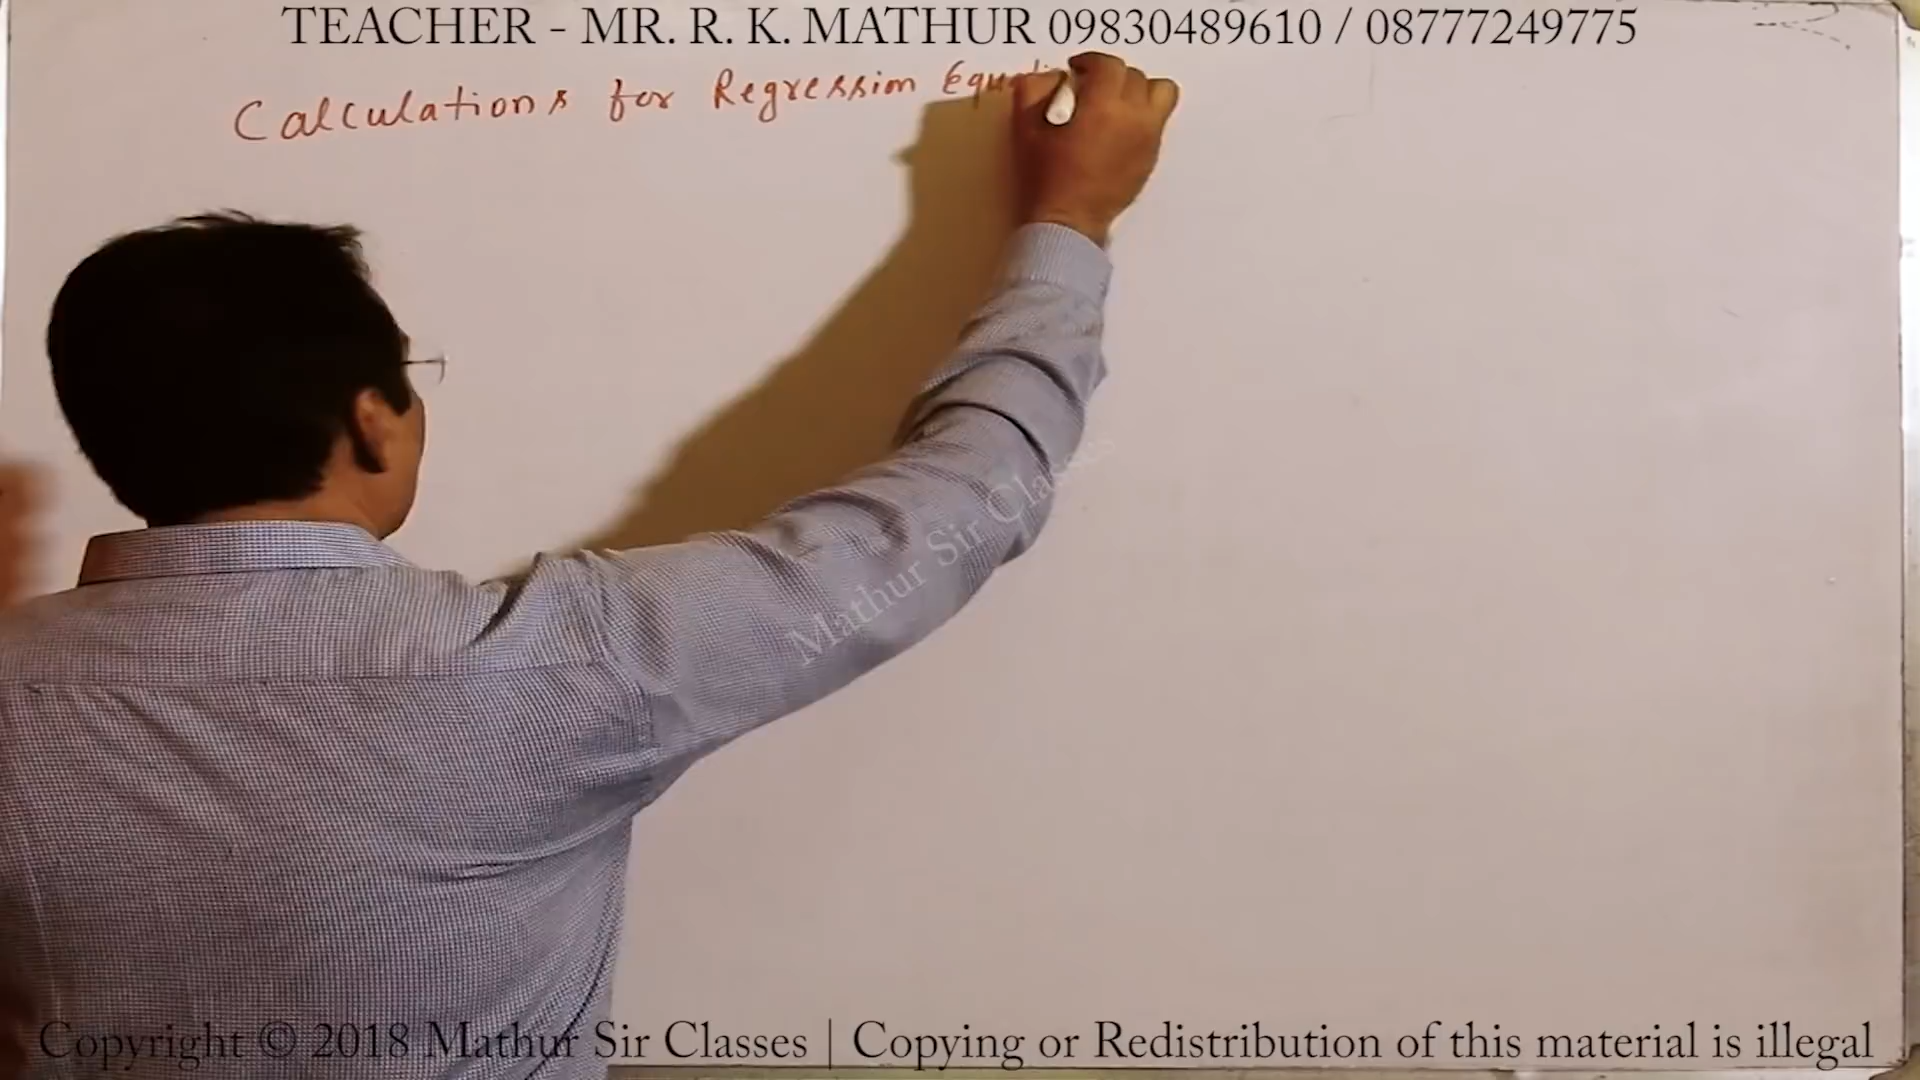 TEACHER - MR. R. K. MATHUR 09830489610 / 08777249775
Calculations for Regression
Mathur Sir Classes
Copyright © 2018 Mathur Sir Classes | Copying or Redistribution of this material is illegal